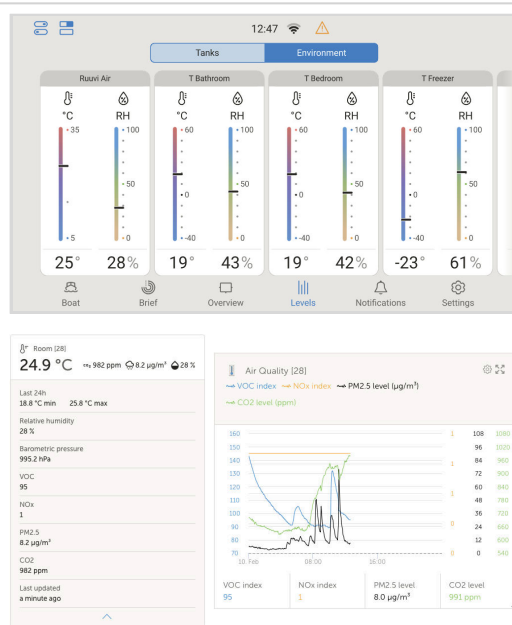 12:47
Tanks Environment
Ruuvi Air T Bathroom T Bedroom T Freezer
°C RH °C RH °C RH °C RH
35 100 60 100 60 100 60 100
50 0 50 0 50 0 50
5 0 -40 0 -40 0 -40 0
25° 28% 19° 43% 19° 42% -23° 61%
Boat Brief Overview Levels Notifications Settings
Room [28]
24.9 °C 982 ppm 8.2 µg/m³ 28 %
Last 24h
18.8 °C min 25.8 °C max
Relative humidity
28 %
Barometric pressure
995.2 hPa
VOC
95
NOx
1
PM2.5
8.2 µg/m³
CO2
982 ppm
Last updated
a minute ago
Air Quality [28]
VOC index NOx index PM2.5 level (µg/m³)
CO2 level (ppm)
160 1 108 1080
150 96 1020
140 1 84 960
130 72 900
120 60 840
110 1 48 780
100 36 720
90 0 24 660
80 12 600
70 0 0 540
10. Feb 08:00 16:00
VOC index NOx index PM2.5 level CO2 level
95 1 8.0 µg/m³ 991 ppm